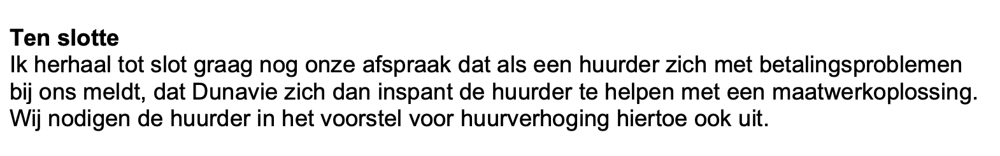 Ten slotte
Ik herhaal tot slot graag nog onze afspraak dat als een huurder zich met betalingsproblemen
bij ons meldt, dat Dunavie zich dan inspant de huurder te helpen met een maatwerkoplossing.
Wij nodigen de huurder in het voorstel voor huurverhoging hiertoe ook uit.